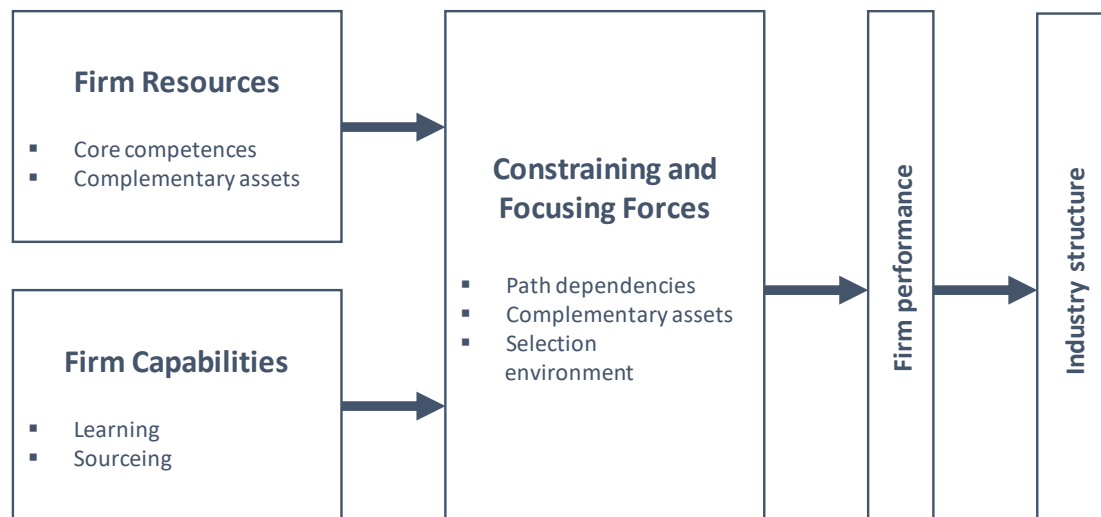 Firm Resources
▪ Core competences
▪ Complementary assets
Firm Capabilities
▪ Learning
▪ Sourceing
Constraining and
Focusing Forces
▪ Path dependencies
▪ Complementary assets
▪ Selection
environment
Firm performance
Industry structure